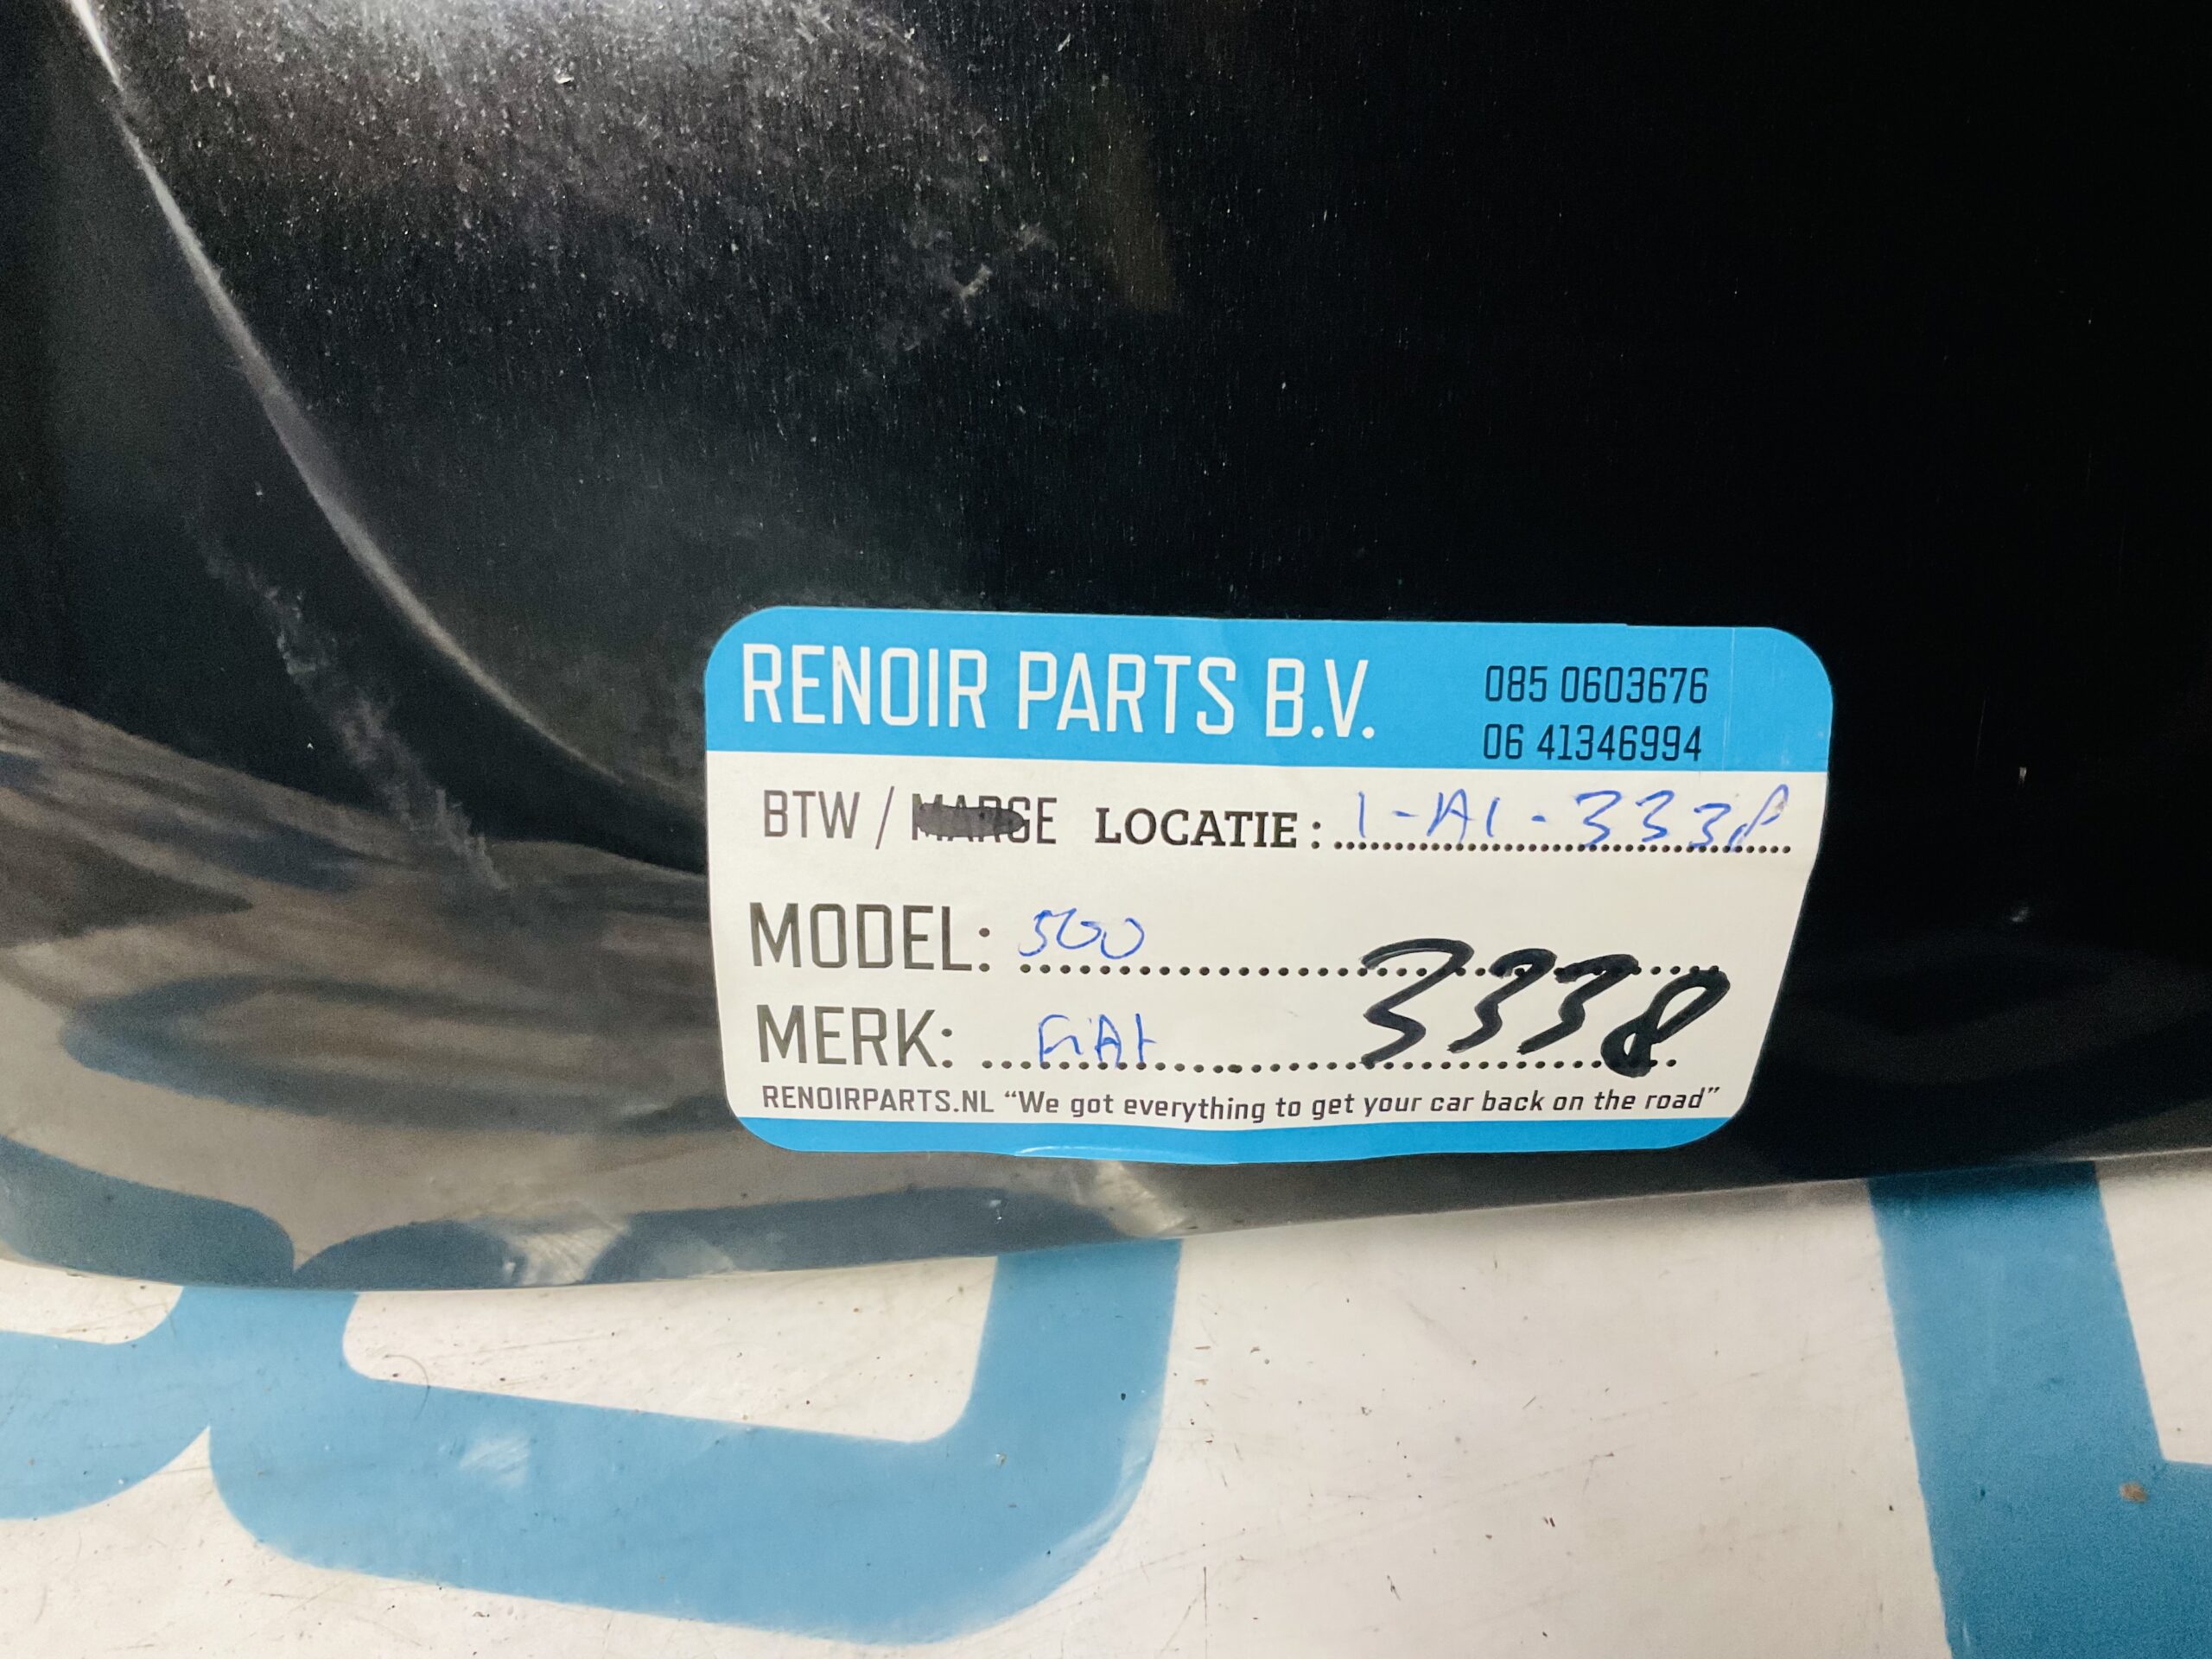 RENOIR PARTS B.V.
085 0603676
06 41346994
BTW / MARGE LOCATIE : 1-A1-3338
MODEL: 500
MERK: FiAt
3338
RENOIRPARTS.NL “We got everything to get your car back on the road”